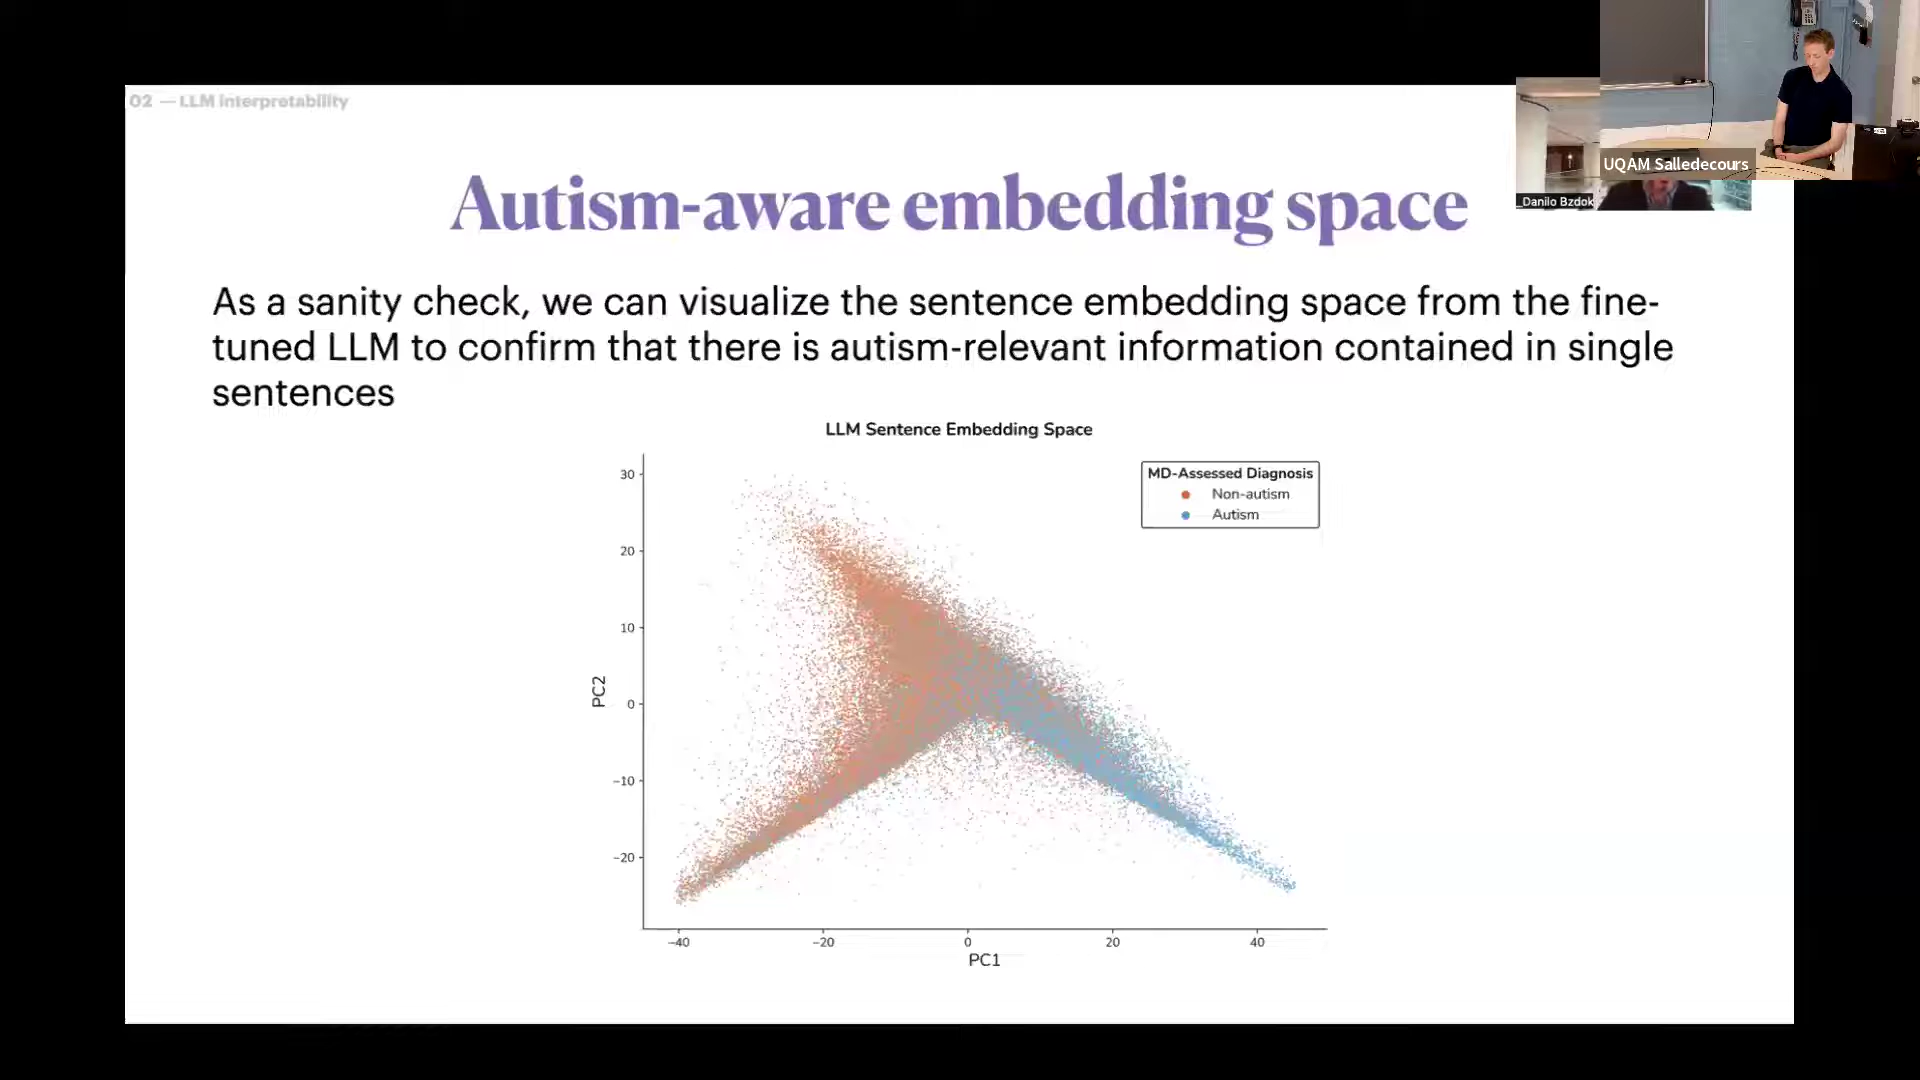 02 — LLM interpretability
UQAM Salledecours
_Danilo Bzdok
Autism-aware embedding space
As a sanity check, we can visualize the sentence embedding space from the fine-
tuned LLM to confirm that there is autism-relevant information contained in single
sentences
LLM Sentence Embedding Space
MD-Assessed Diagnosis
Non-autism
Autism
30
20
10
0
−10
−20
PC2
−40
−20
0
20
40
PC1